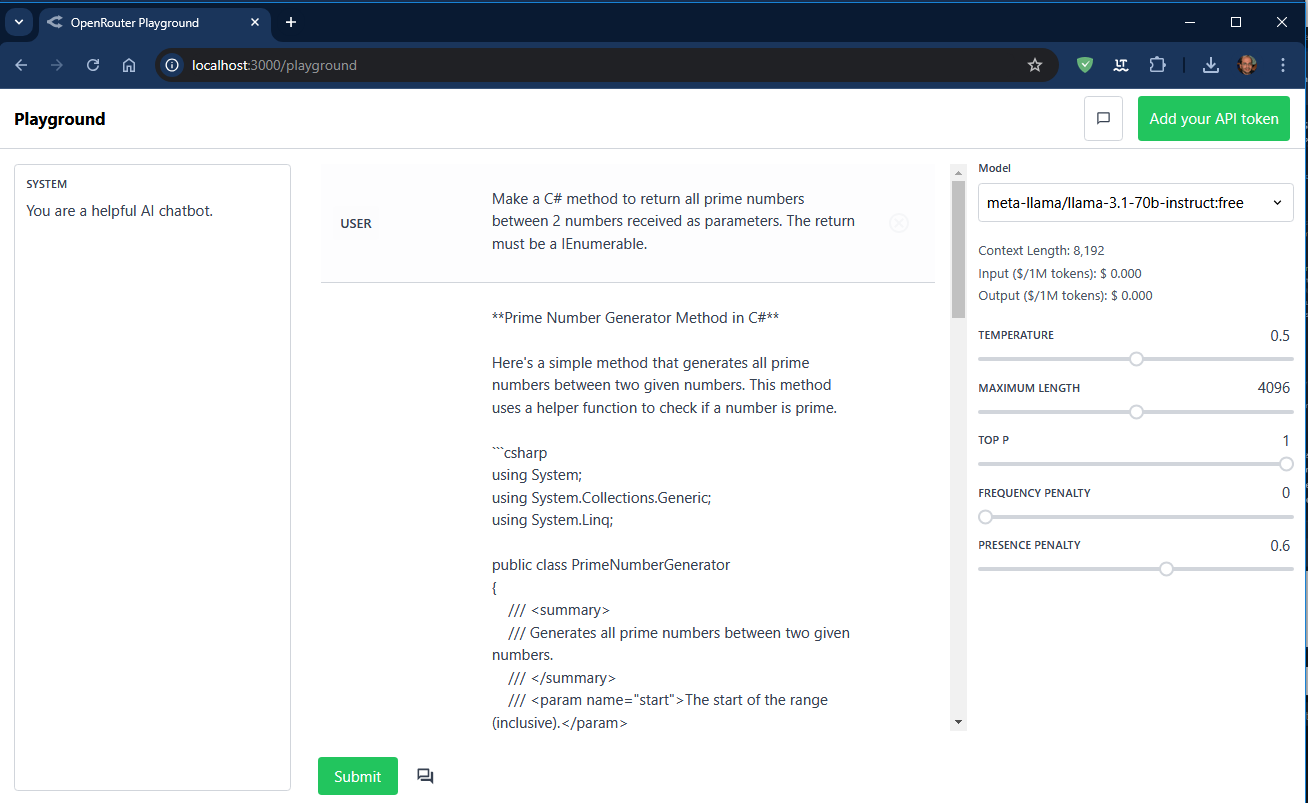 OpenRouter Playground
localhost:3000/playground
LT
Playground
Add your API token
SYSTEM
You are a helpful AI chatbot.
USER
Make a C# method to return all prime numbers
between 2 numbers received as parameters. The return
must be a IEnumerable.
**Prime Number Generator Method in C#**
Here's a simple method that generates all prime
numbers between two given numbers. This method
uses a helper function to check if a number is prime.
```csharp
using System;
using System.Collections.Generic;
using System.Linq;
public class PrimeNumberGenerator
{
/// <summary>
/// Generates all prime numbers between two given
numbers.
/// </summary>
/// <param name="start">The start of the range
(inclusive).</param>
Submit
Model
meta-llama/llama-3.1-70b-instruct:free
Context Length: 8,192
Input ($/1M tokens): $ 0.000
Output ($/1M tokens): $ 0.000
TEMPERATURE 0.5
MAXIMUM LENGTH 4096
TOP P 1
FREQUENCY PENALTY 0
PRESENCE PENALTY 0.6